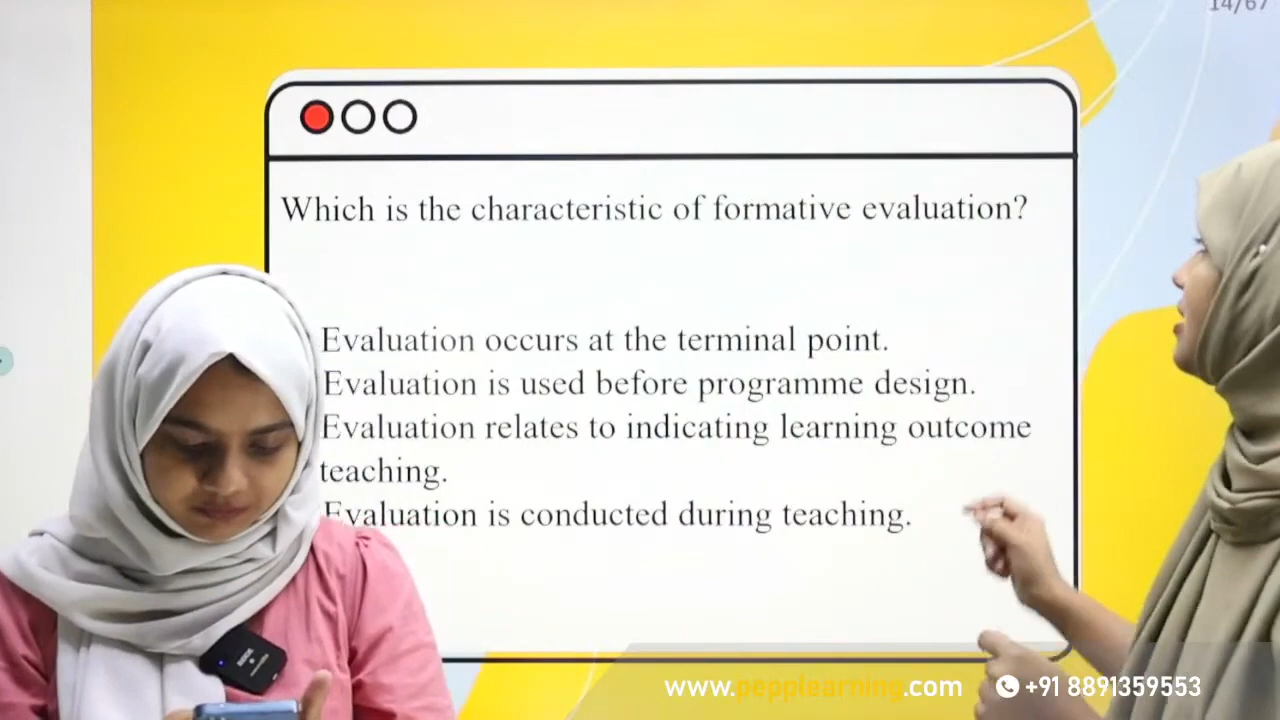 14/67
Which is the characteristic of formative evaluation?
Evaluation occurs at the terminal point.
Evaluation is used before programme design.
Evaluation relates to indicating learning outcome
teaching.
Evaluation is conducted during teaching.
www.pepplearning.com +91 8891359553